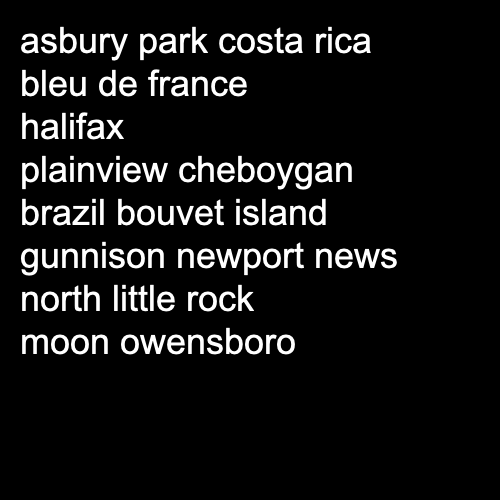 asbury park costa rica
bleu de france
halifax
plainview cheboygan
brazil bouvet island
gunnison newport news
north little rock
moon owensboro